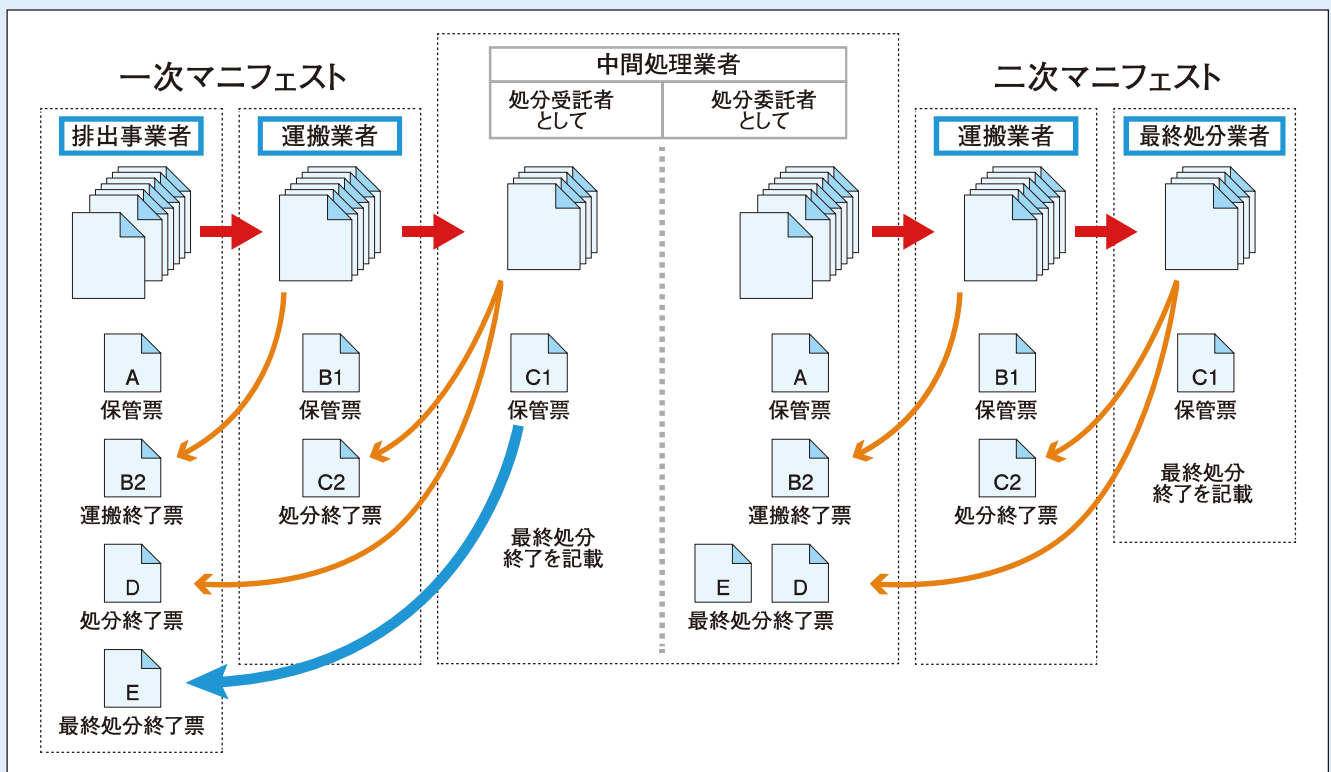 一次マニフェスト
排出事業者
A
保管票
B2
運搬終了票
D
処分終了票
E
最終処分終了票
運搬業者
B1
保管票
C2
処分終了票
中間処理業者
処分受託者
として
C1
保管票
最終処分
終了を記載
処分委託者
として
A
保管票
B2
運搬終了票
E
D
最終処分終了票
二次マニフェスト
運搬業者
B1
保管票
C2
処分終了票
最終処分業者
C1
保管票
最終処分
終了を記載